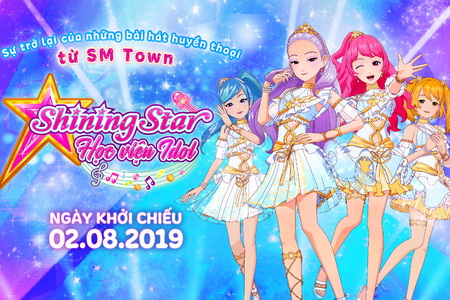 Sự trở lại của những bài hát huyền thoại
từ SM Town
Shining Star
Học viện Idol
NGÀY KHỞI CHIẾU
02.08.2019